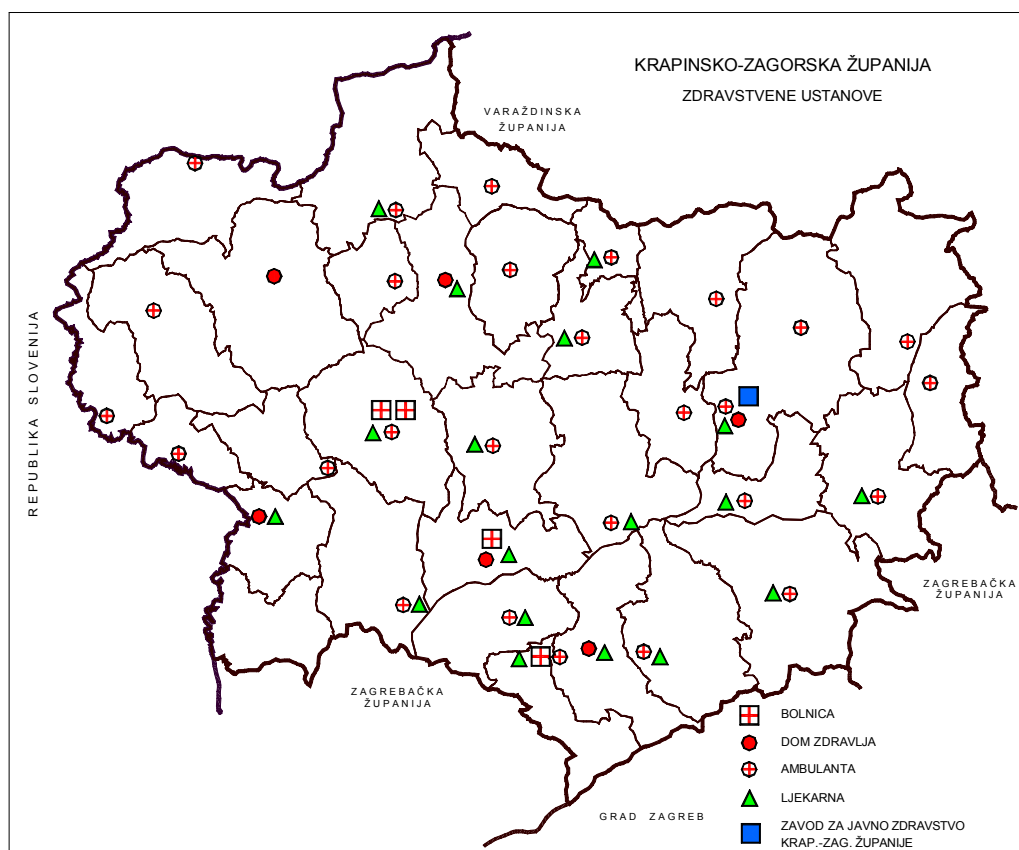 KRAPINSKO-ZAGORSKA ŽUPANIJA
ZDRAVSTVENE USTANOVE
VARAŽDINSKA
ŽUPANIJA
REPUBLIKA SLOVENIJA
ZAGREBAČKA
ŽUPANIJA
ZAGREBAČKA
ŽUPANIJA
GRAD ZAGREB
BOLNICA
DOM ZDRAVLJA
AMBULANTA
LJEKARNA
ZAVOD ZA JAVNO ZDRAVSTVO
KRAP.-ZAG. ŽUPANIJE